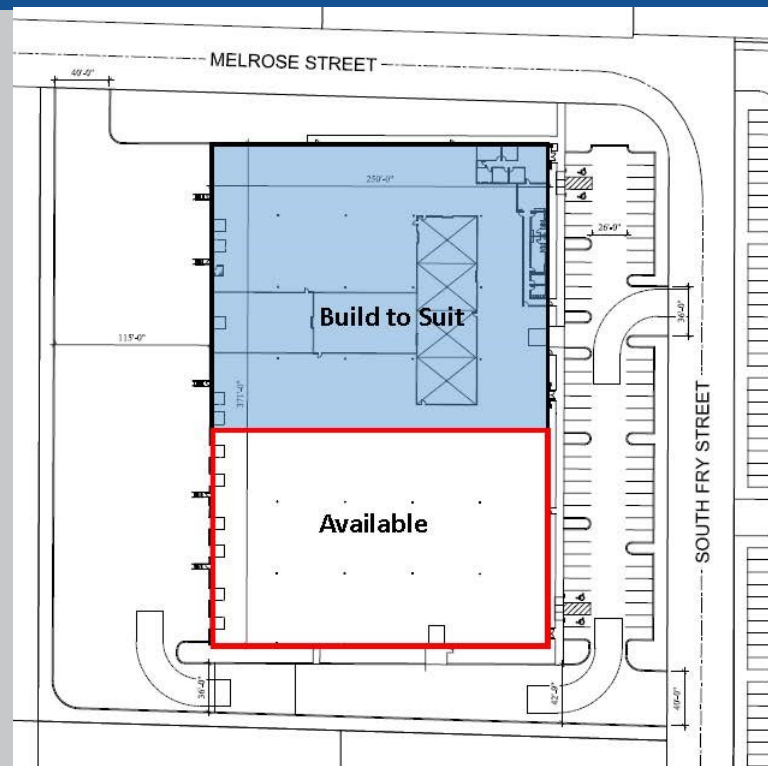 MELROSE STREET
40'-0"
250'-0"
26'-0"
Build to Suit
36'-0"
115'-0"
371'-0"
SOUTH FRY STREET
Available
36'-0"
42'-0"
40'-0"